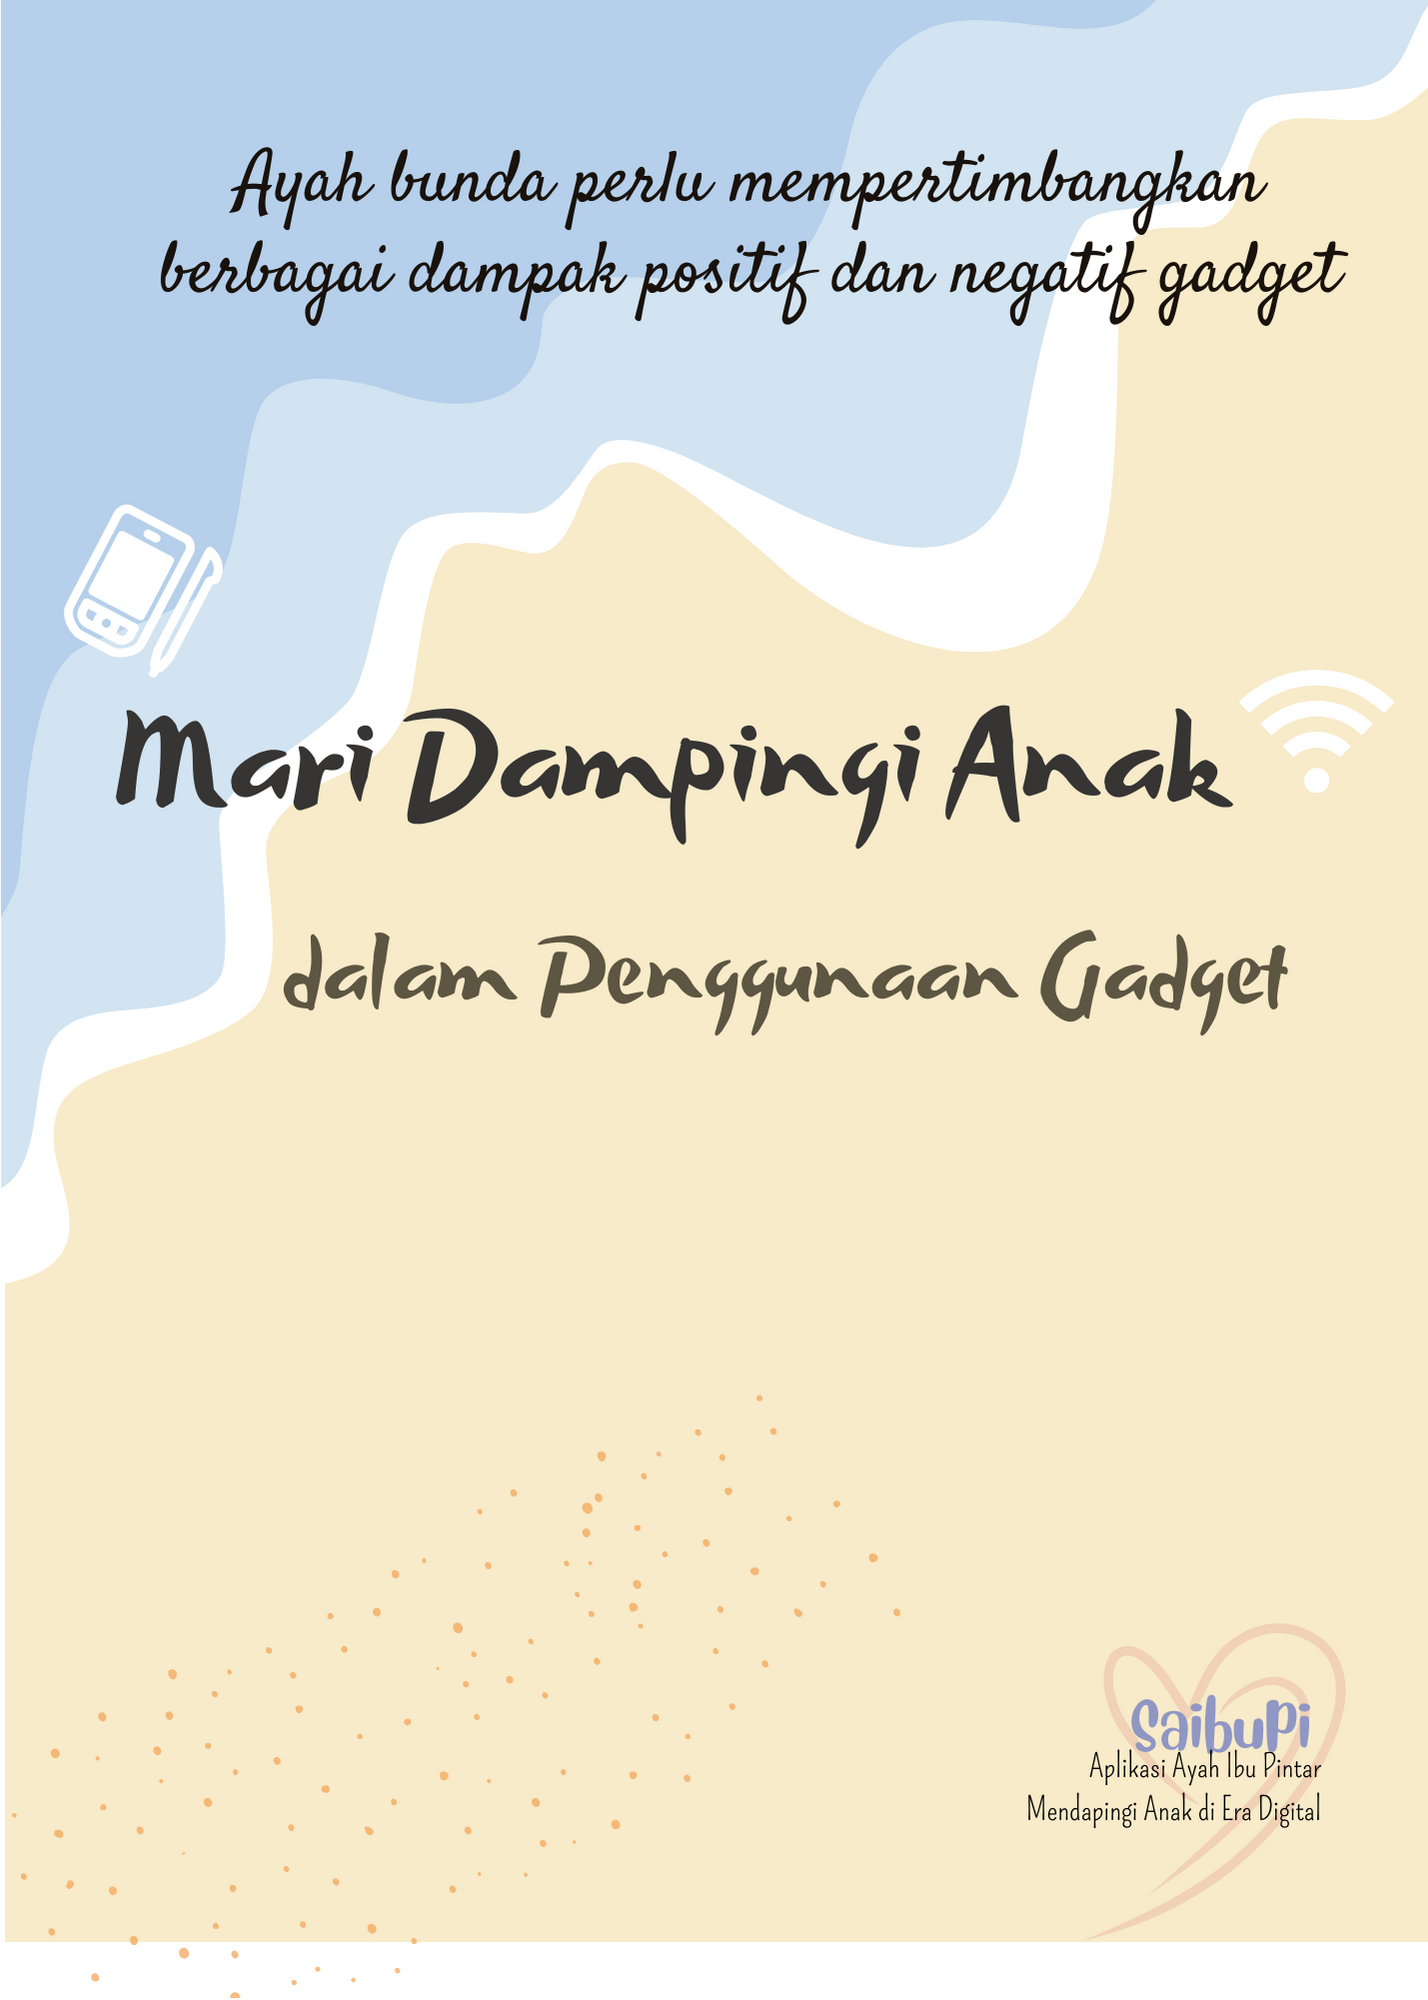 Ayah bunda perlu mempertimbangkan
berbagai dampak positif dan negatif gadget
Mari Dampingi Anak
dalam Penggunaan Gadget
SaibuPi
Aplikasi Ayah Ibu Pintar
Mendapingi Anak di Era Digital